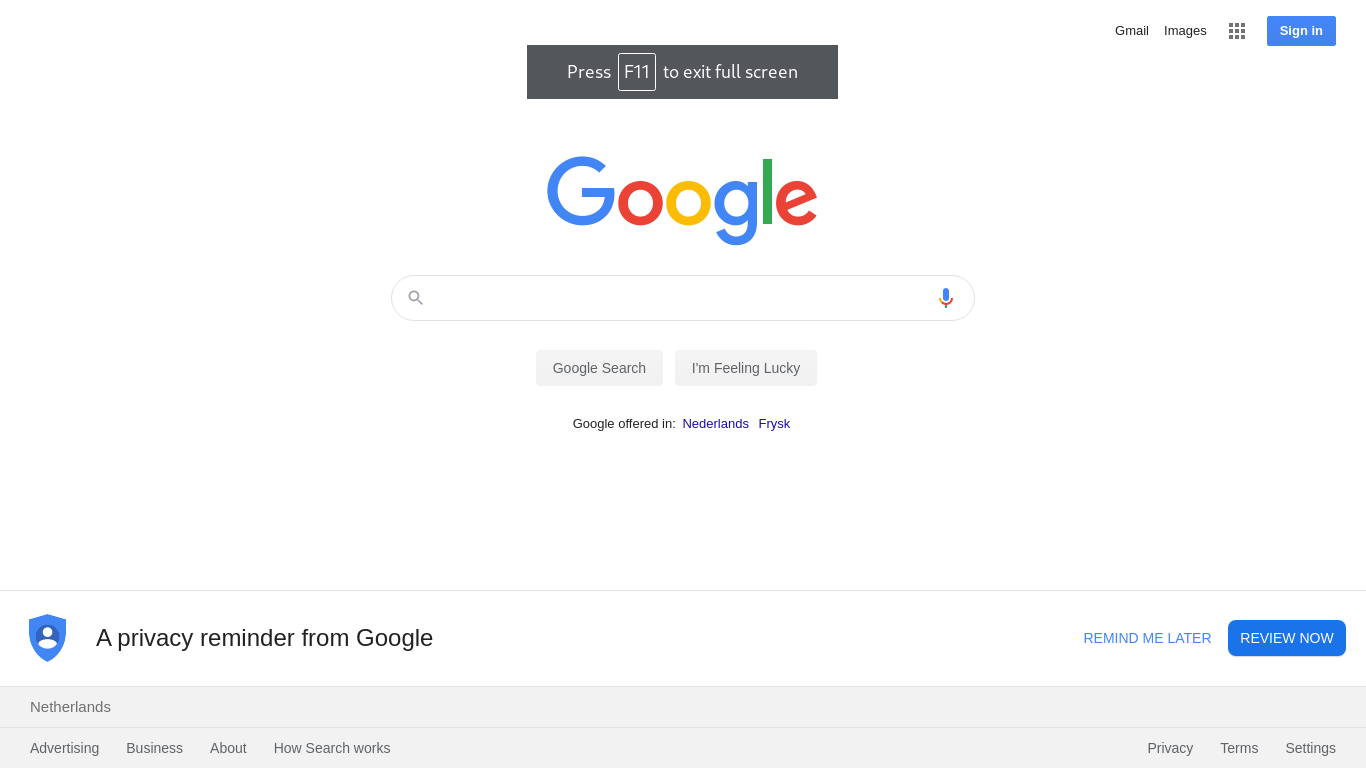 Gmail Images Sign in
Press F11 to exit full screen
Google
Google Search I'm Feeling Lucky
Google offered in: Nederlands Frysk
A privacy reminder from Google REMIND ME LATER REVIEW NOW
Netherlands
Advertising Business About How Search works Privacy Terms Settings